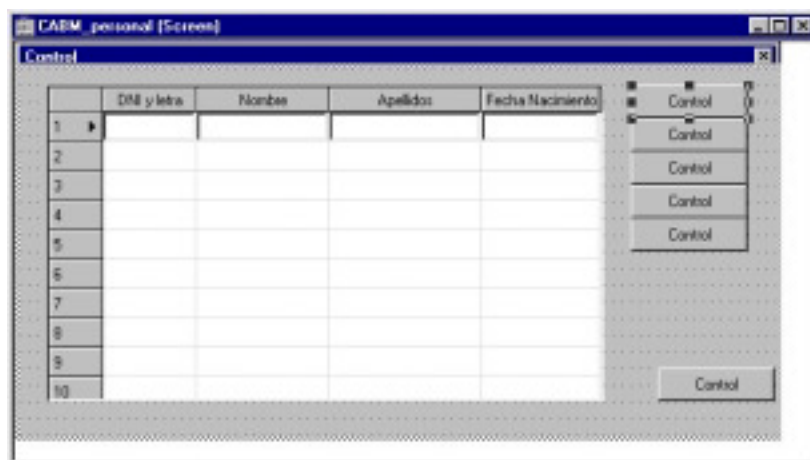 CABM_personal (Screen)
Control
DNI y letra Nombre Apellidos Fecha Nacimiento
Control
1
Control
2
Control
3
Control
4
Control
5
6
7
8
9
10
Control